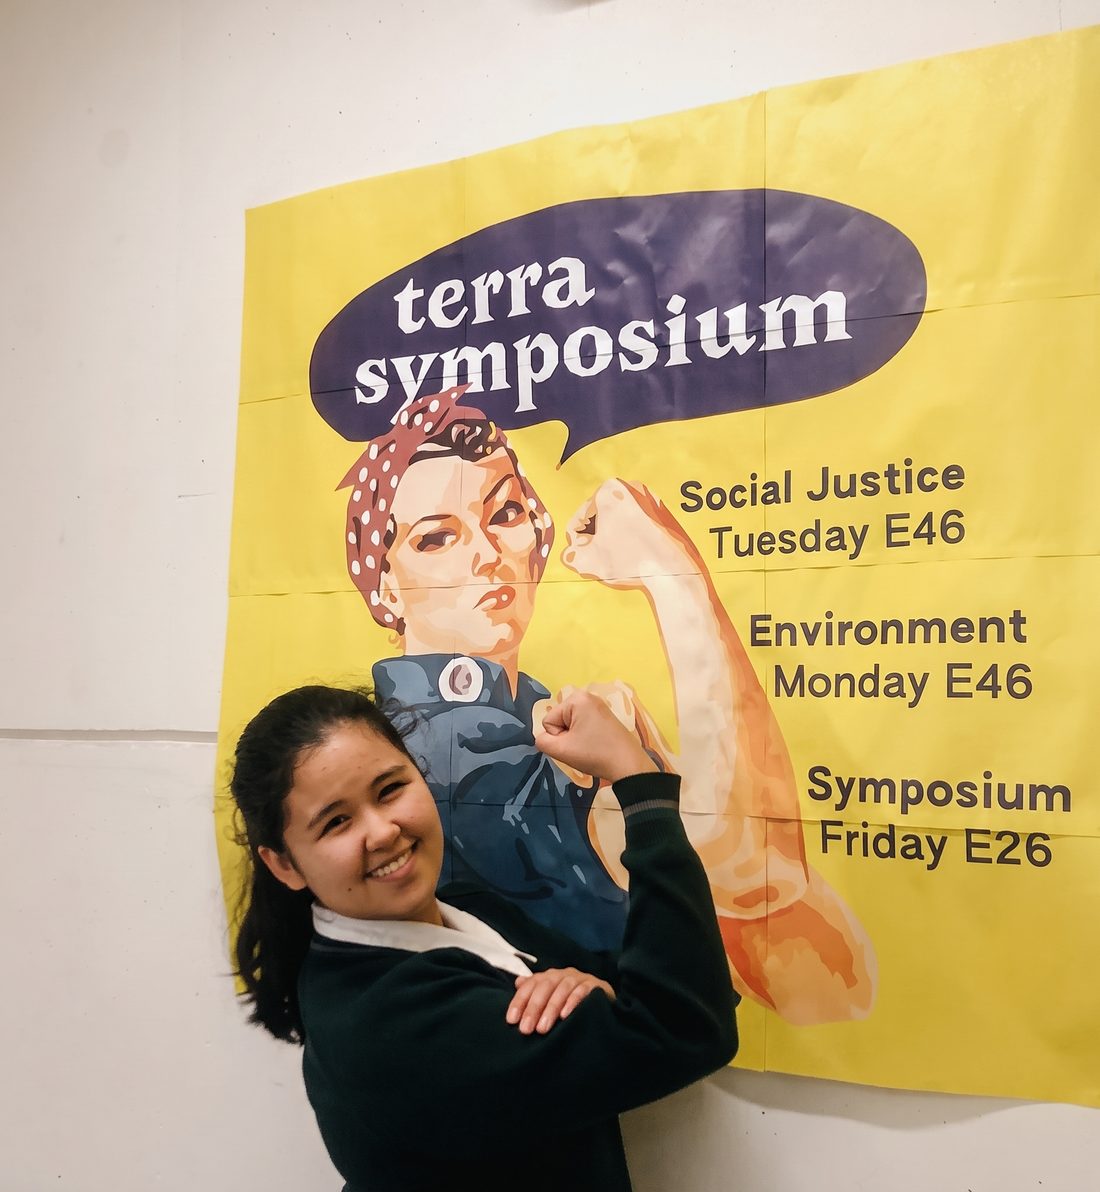 terra
symposium
Social Justice
Tuesday E46
Environment
Monday E46
Symposium
Friday E26